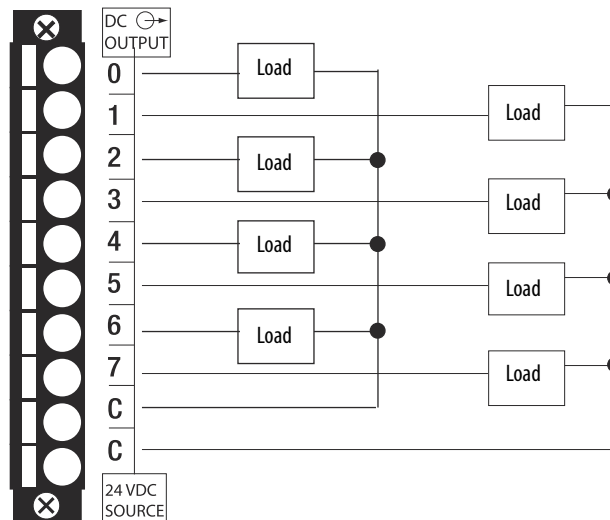 DC
OUTPUT
0 Load
1 Load
2 Load
3 Load
4 Load
5 Load
6 Load
7 Load
C
C
24 VDC
SOURCE